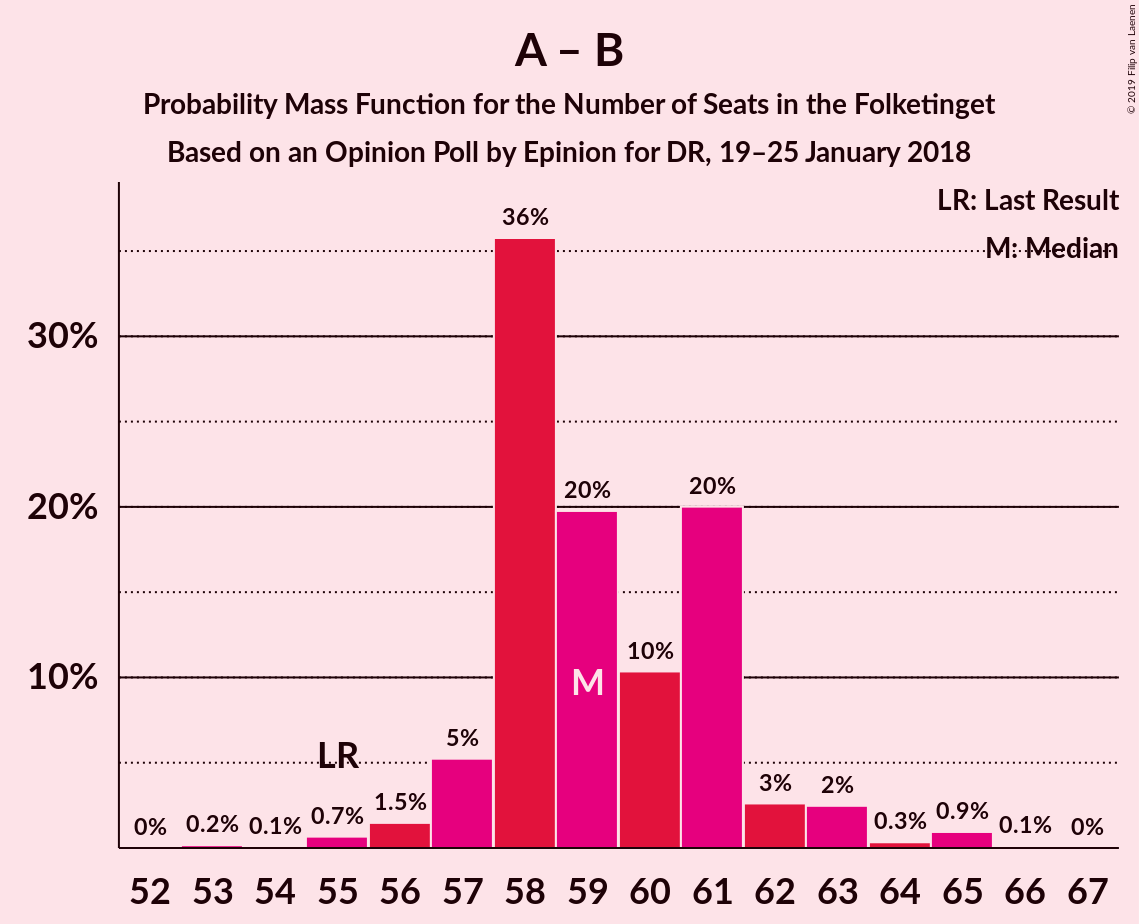 A – B
Probability Mass Function for the Number of Seats in the Folketinget
Based on an Opinion Poll by Epinion for DR, 19–25 January 2018
© 2019 Filip van Laenen
LR: Last Result
M: Median
30%
20%
10%
0%
0.2%
0.1%
0.7%
1.5%
5%
36%
20%
10%
20%
3%
2%
0.3%
0.9%
0.1%
0%
LR
M
52 53 54 55 56 57 58 59 60 61 62 63 64 65 66 67